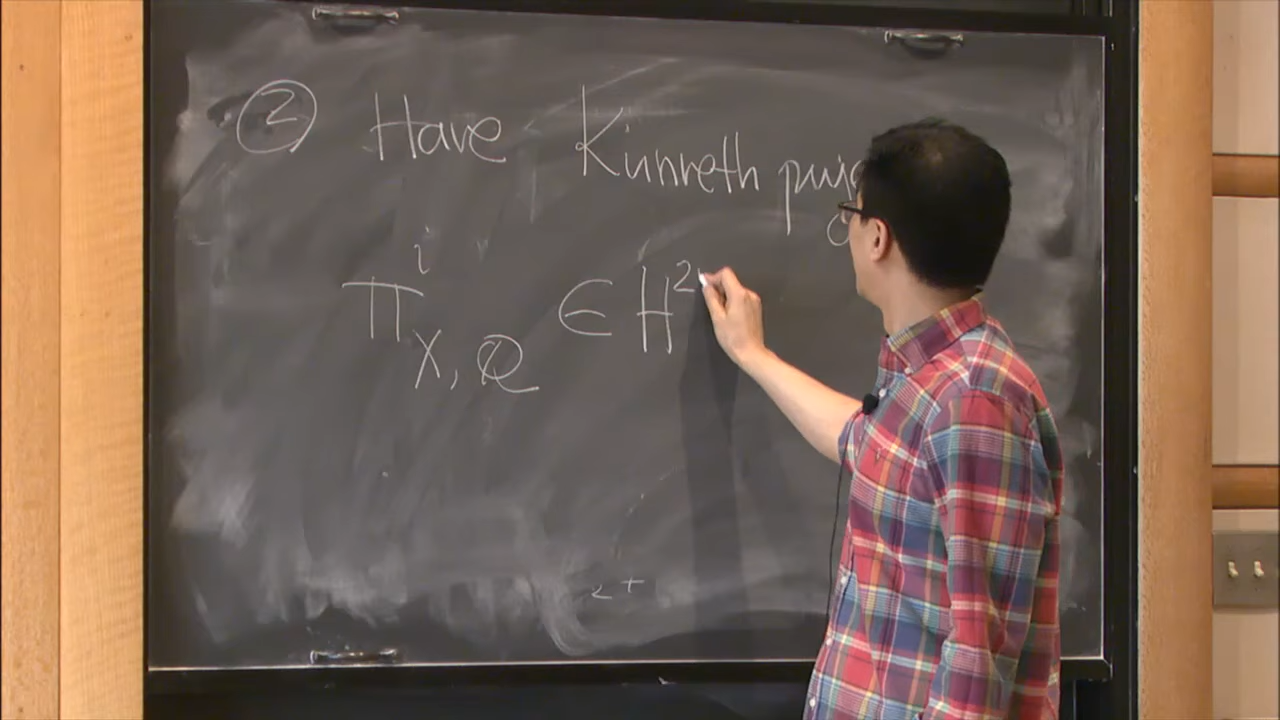 ② Have Künneth proj
π^i_{X, ℚ} ∈ H^2